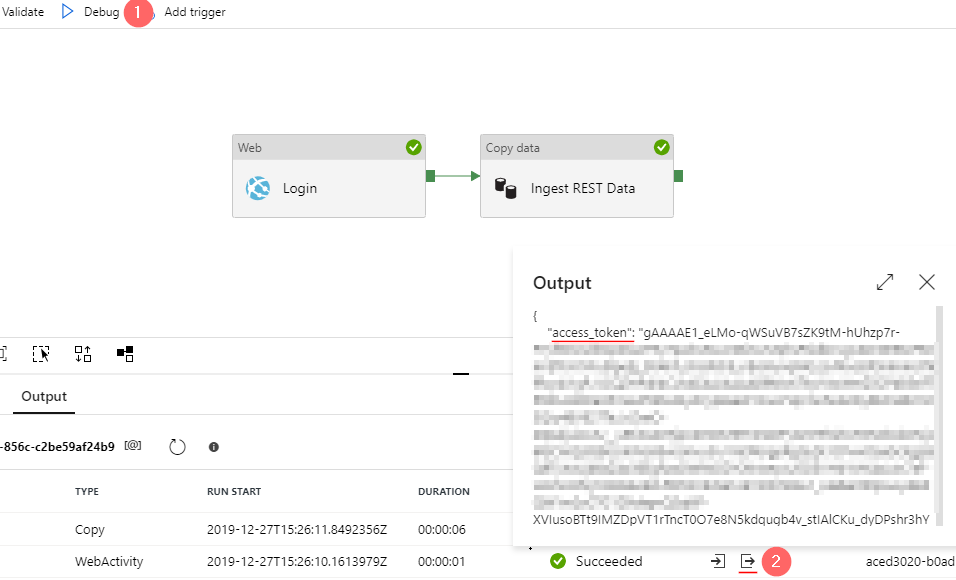 Validate Debug 1 Add trigger
Web
Login
Copy data
Ingest REST Data
Output
{
"access_token": "gAAAAE1_eLMo-qWSuVB7sZK9tM-hUhzp7r-
XVIusoBTt9IMZDpVT1rTncT0O7e8N5kdquqb4v_stIAlCKu_dyDPshr3hY
Output
-856c-c2be59af24b9 [@]
TYPE RUN START DURATION
Copy 2019-12-27T15:26:11.8492356Z 00:00:06
WebActivity 2019-12-27T15:26:10.1613979Z 00:00:01 Succeeded 2 aced3020-b0ad